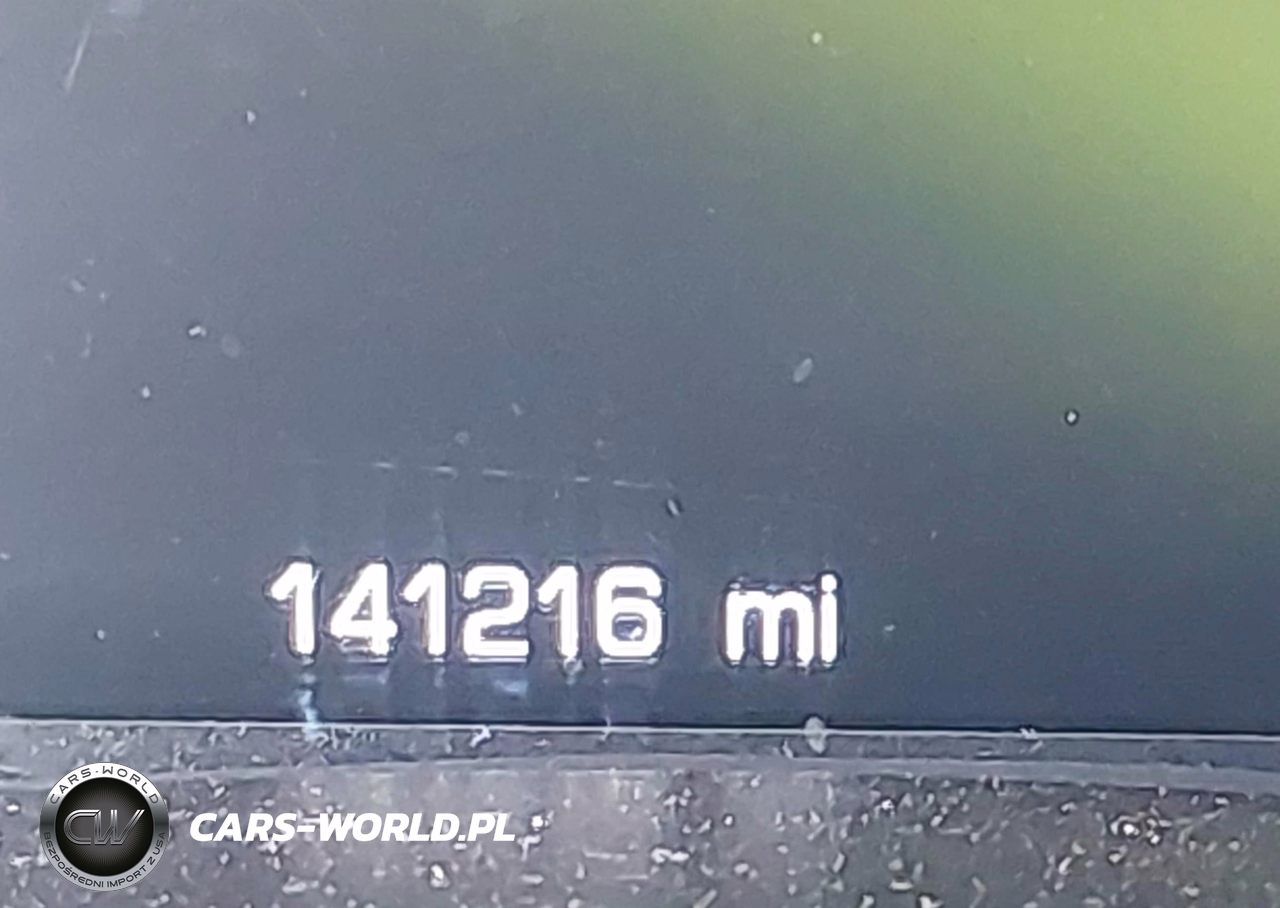 141216 mi
CARS-WORLD
CW
BEZPOŚREDNI IMPORT Z USA
CARS-WORLD.PL